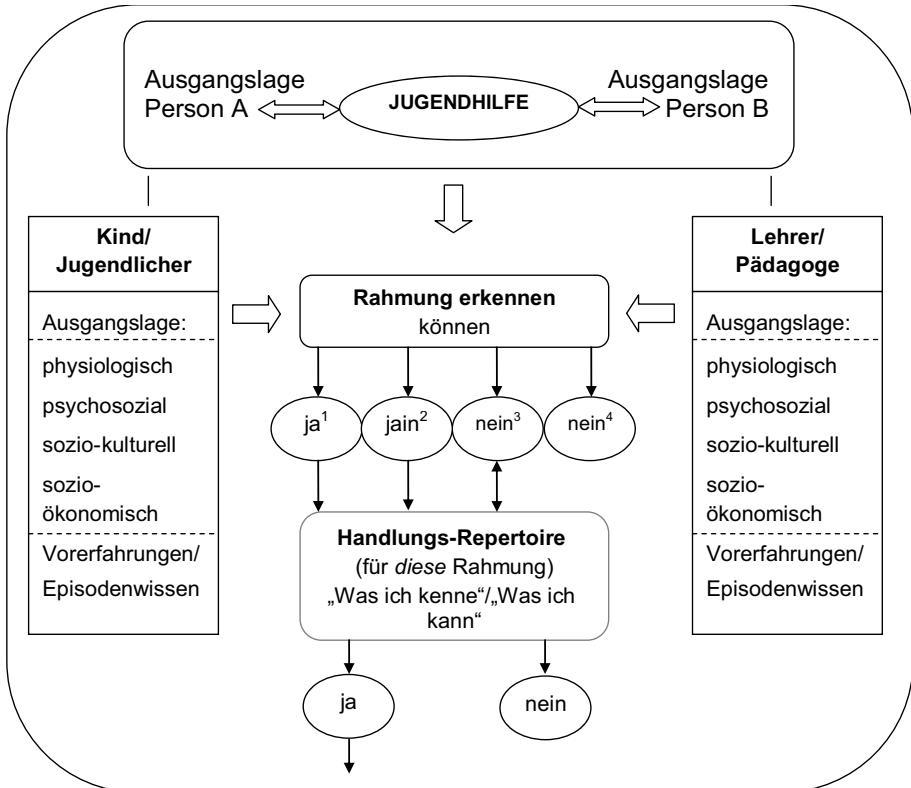 Ausgangslage
Person A
JUGENDHILFE
Ausgangslage
Person B
Kind/
Jugendlicher
Ausgangslage:
physiologisch
psychosozial
sozio-kulturell
sozio-
ökonomisch
Vorerfahrungen/
Episodenwissen
Rahmung erkennen
können
ja¹
jain²
nein³
nein⁴
Handlungs-Repertoire
(für diese Rahmung)
„Was ich kenne“/„Was ich
kann“
ja
nein
Lehrer/
Pädagoge
Ausgangslage:
physiologisch
psychosozial
sozio-kulturell
sozio-
ökonomisch
Vorerfahrungen/
Episodenwissen